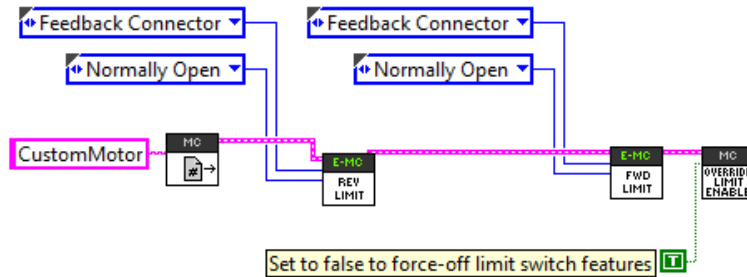 Feedback Connector
Feedback Connector
Normally Open
Normally Open
CustomMotor
MC
#
E-MC
REV
LIMIT
E-MC
FWD
LIMIT
MC
OVERRIDE
LIMIT
ENABLE
Set to false to force-off limit switch features
T